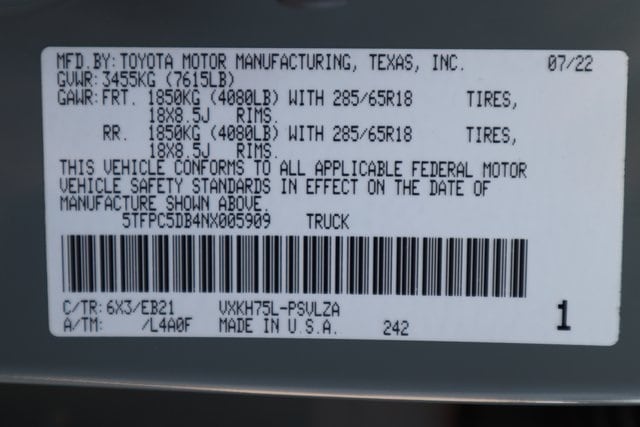 MFD.BY: TOYOTA MOTOR MANUFACTURING, TEXAS, INC. 07/22
GVWR: 3455KG (7615LB)
GAWR: FRT. 1850KG (4080LB) WITH 285/65R18 TIRES,
18X8.5J RIMS.
RR. 1850KG (4080LB) WITH 285/65R18 TIRES,
18X8.5J RIMS.
THIS VEHICLE CONFORMS TO ALL APPLICABLE FEDERAL MOTOR
VEHICLE SAFETY STANDARDS IN EFFECT ON THE DATE OF
MANUFACTURE SHOWN ABOVE.
5TFPC5DB4NX005909 TRUCK
C/TR: 6X3/EB21 VXKH75L-PSVLZA
A/TM: /L4A0F MADE IN U.S.A. 242 1